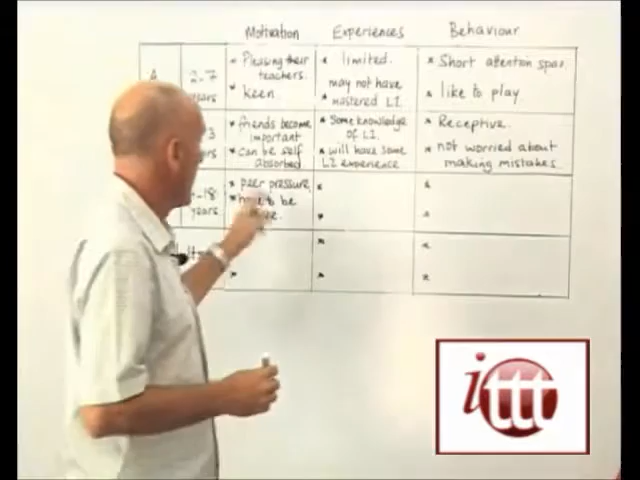 Motivation Experiences Behaviour
A 2-7 years
* Pleasing their teachers.
* keen
* limited.
* may not have mastered L1.
* Short attention span
* like to play
3
* friends become important
* can be self absorbed
* Some knowledge of L1.
* will have some L2 experience
* Receptive.
* not worried about making mistakes.
-18 years
* peer pressure,
* to be
ittt